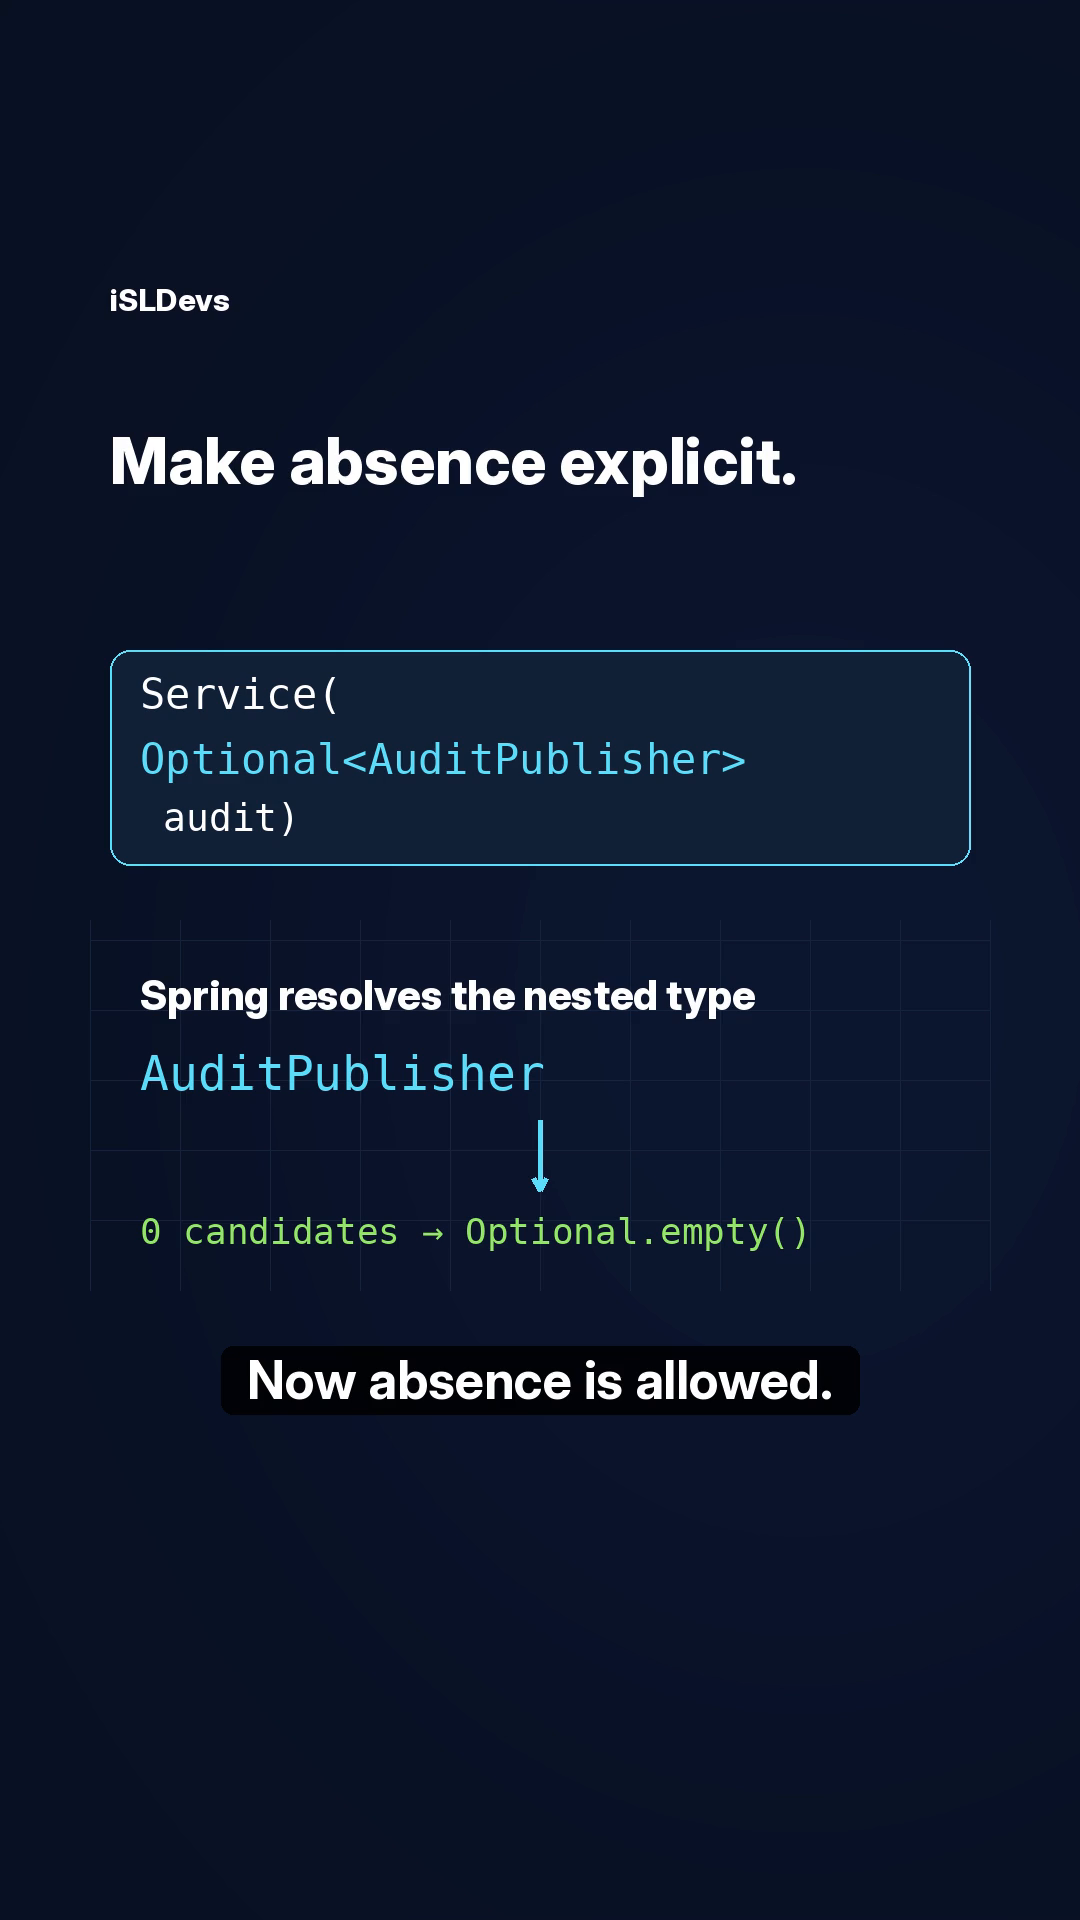 iSLDevs
Make absence explicit.
Service(
Optional<AuditPublisher>
audit)
Spring resolves the nested type
AuditPublisher
0 candidates → Optional.empty()
Now absence is allowed.